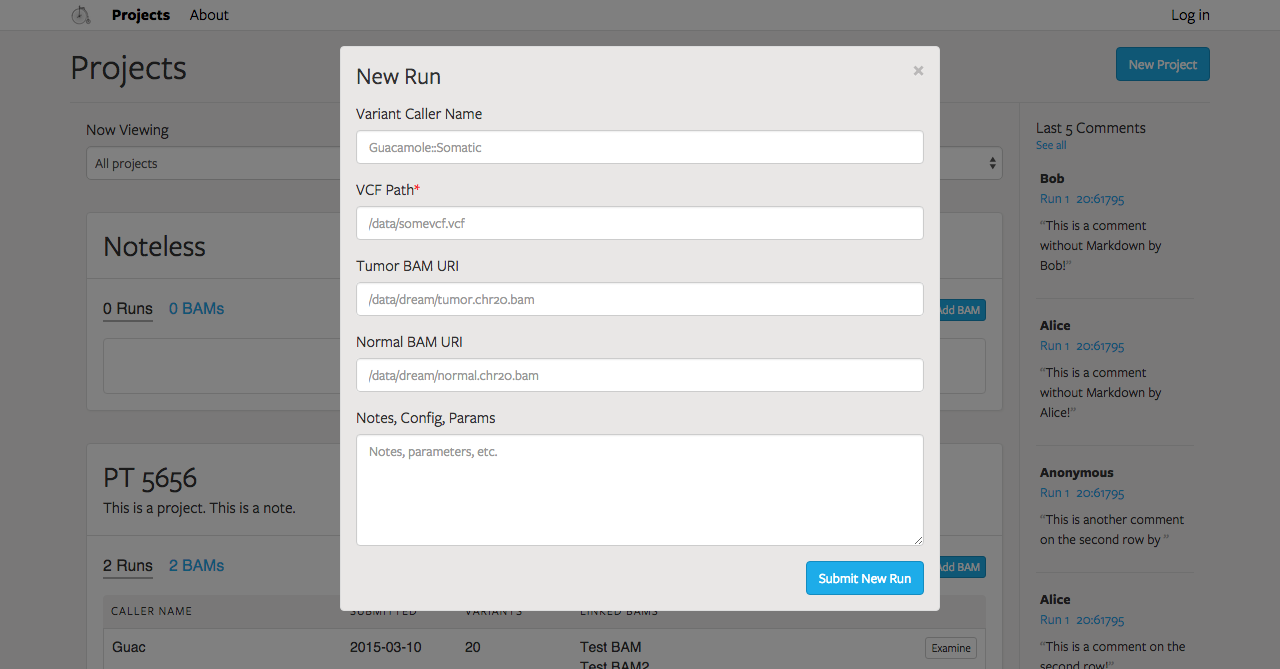 Projects About Log in
Projects
New Project
Now Viewing
All projects
Noteless
0 Runs 0 BAMs
Add BAM
PT 5656
This is a project. This is a note.
2 Runs 2 BAMs
Add BAM
CALLER NAME SUBMITTED VARIANTS LINKED BAMS
Guac 2015-03-10 20 Test BAM Examine
Test BAM2
New Run
×
Variant Caller Name
Guacamole::Somatic
VCF Path*
/data/somevcf.vcf
Tumor BAM URI
/data/dream/tumor.chr20.bam
Normal BAM URI
/data/dream/normal.chr20.bam
Notes, Config, Params
Notes, parameters, etc.
Submit New Run
Last 5 Comments
See all
Bob
Run 1 20:61795
“This is a comment
without Markdown by
Bob!”
Alice
Run 1 20:61795
“This is a comment
without Markdown by
Alice!”
Anonymous
Run 1 20:61795
“This is another comment
on the second row by ”
Alice
Run 1 20:61795
“This is a comment on the
second row!”